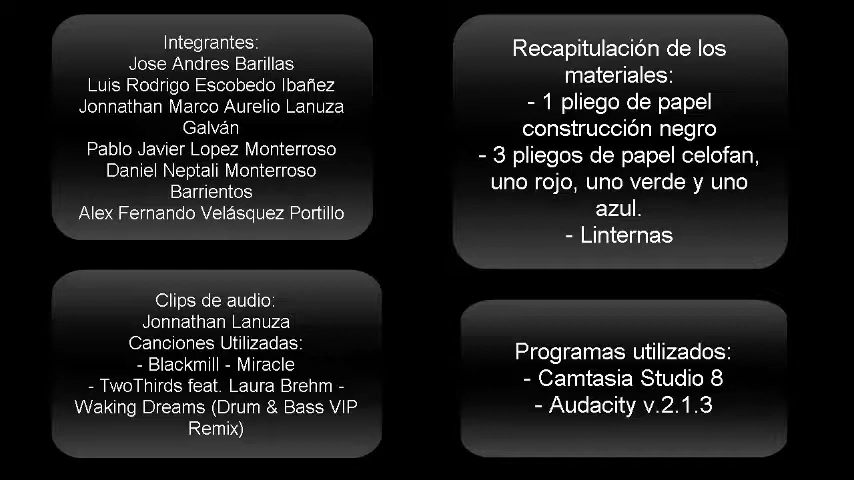 Integrantes:
Jose Andres Barillas
Luis Rodrigo Escobedo Ibañez
Jonnathan Marco Aurelio Lanuza
Galván
Pablo Javier Lopez Monterroso
Daniel Neptali Monterroso
Barrientos
Alex Fernando Velásquez Portillo
Clips de audio:
Jonnathan Lanuza
Canciones Utilizadas:
- Blackmill - Miracle
- TwoThirds feat. Laura Brehm -
Waking Dreams (Drum & Bass VIP
Remix)
Recapitulación de los
materiales:
- 1 pliego de papel
construcción negro
- 3 pliegos de papel celofan,
uno rojo, uno verde y uno
azul.
- Linternas
Programas utilizados:
- Camtasia Studio 8
- Audacity v.2.1.3